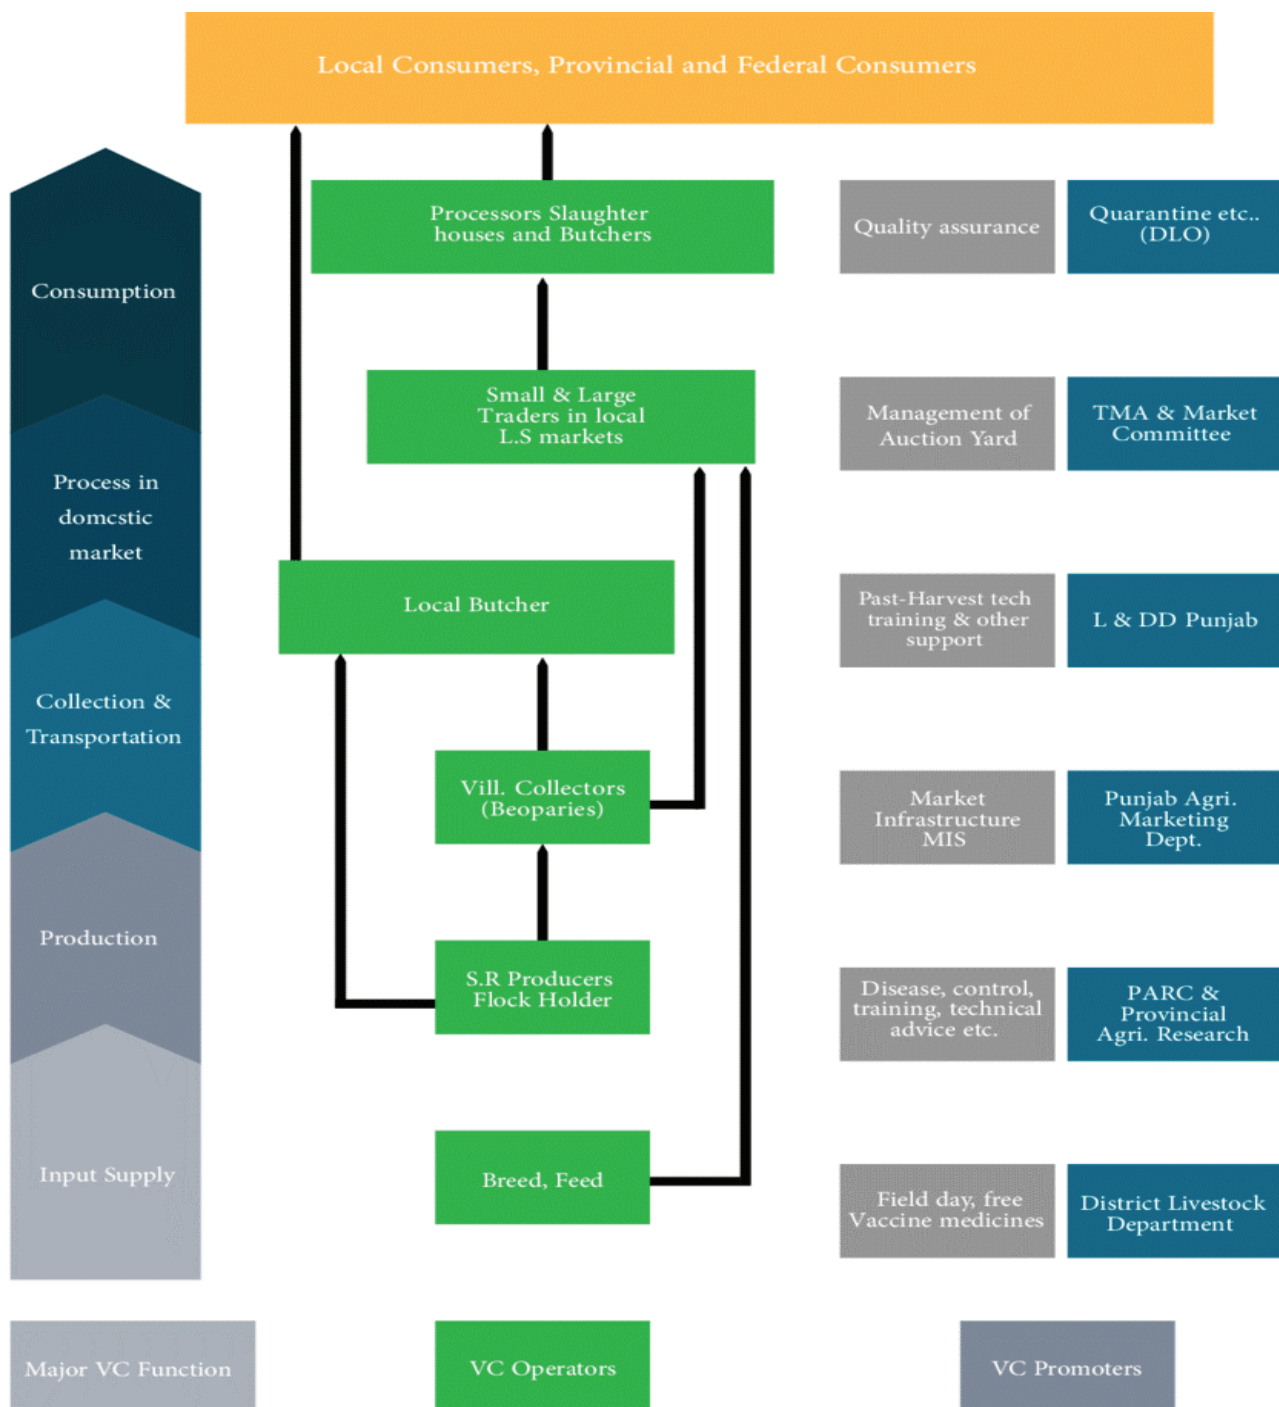 Local Consumers, Provincial and Federal Consumers
Processors Slaughter
houses and Butchers
Quality assurance
Quarantine etc..
(DLO)
Consumption
Small & Large
Traders in local
L.S markets
Management of
Auction Yard
TMA & Market
Committee
Process in
domcstic
market
Local Butcher
Past-Harvest tech
training & other
support
L & DD Punjab
Collection &
Transportation
Vill. Collectors
(Beoparies)
Market
Infrastructure
MIS
Punjab Agri.
Marketing
Dept.
Production
S.R Producers
Flock Holder
Disease, control,
training, technical
advice etc.
PARC &
Provincial
Agri. Research
Input Supply
Breed, Feed
Field day, free
Vaccine medicines
District Livestock
Department
Major VC Function
VC Operators
VC Promoters